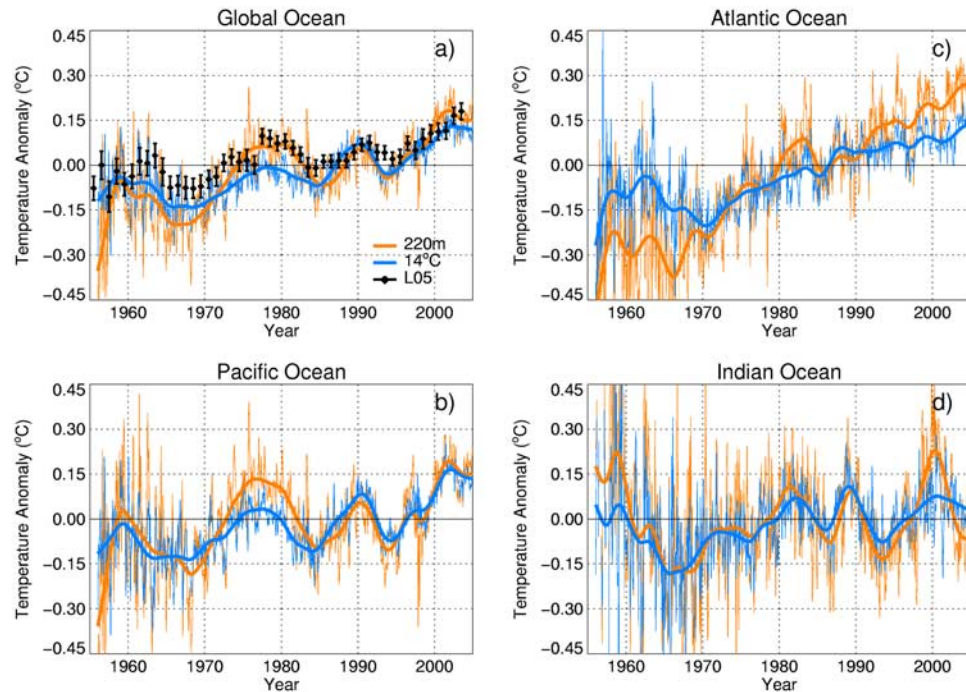 Global Ocean
a)
Temperature Anomaly (°C)
0.45
0.30
0.15
0.00
−0.15
−0.30
−0.45
220m
14°C
L05
1960
1970
1980
1990
2000
Year
Atlantic Ocean
c)
Temperature Anomaly (°C)
0.45
0.30
0.15
0.00
−0.15
−0.30
−0.45
1960
1970
1980
1990
2000
Year
Pacific Ocean
b)
Temperature Anomaly (°C)
0.45
0.30
0.15
0.00
−0.15
−0.30
−0.45
1960
1970
1980
1990
2000
Year
Indian Ocean
d)
Temperature Anomaly (°C)
0.45
0.30
0.15
0.00
−0.15
−0.30
−0.45
1960
1970
1980
1990
2000
Year